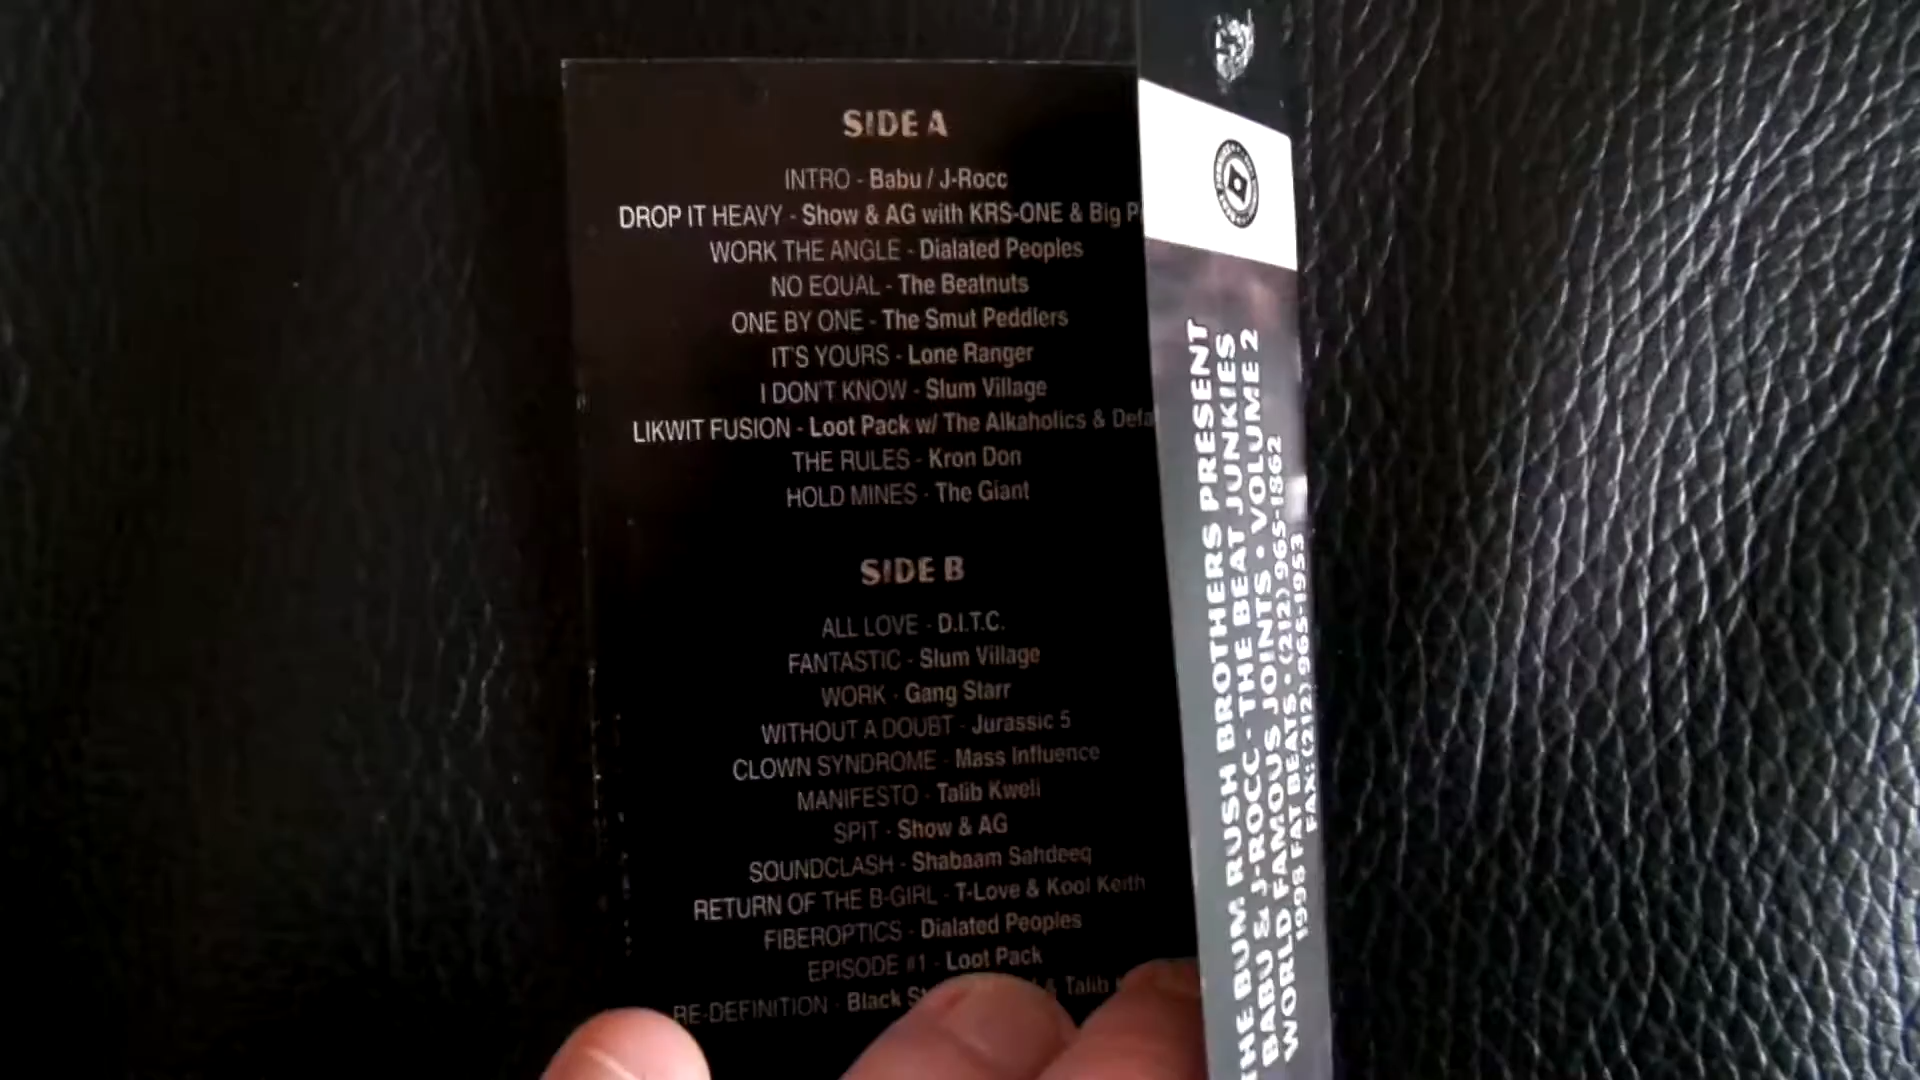 SIDE A
INTRO - Babu / J-Rocc
DROP IT HEAVY - Show & AG with KRS-ONE & Big
WORK THE ANGLE - Dialated Peoples
NO EQUAL - The Beatnuts
ONE BY ONE - The Smut Peddlers
IT'S YOURS - Lone Ranger
I DON'T KNOW - Slum Village
LIKWIT FUSION - Loot Pack w/ The Alkaholics &
THE RULES - Kron Don
HOLD MINES - The Giant
SIDE B
ALL LOVE - D.I.T.C.
FANTASTIC - Slum Village
WORK - Gang Starr
WITHOUT A DOUBT - Jurassic 5
CLOWN SYNDROME - Mass Influence
MANIFESTO - Talib Kweli
SPIT - Show & AG
SOUNDCLASH - Shabaam Sahdeeq
RETURN OF THE B-GIRL - T-Love & Kool Keith
FIBEROPTICS - Dialated Peoples
EPISODE #1 - Loot Pack
RE-DEFINITION - Black & Talib
THE BUM RUSH BROTHERS PRESENT
BABU & J-ROCC · THE BEAT JUNKIES
WORLD FAMOUS JOINTS · VOLUME 2
1998 FAT BEATS · (212) 965-1862
FAX: (212) 965-1953